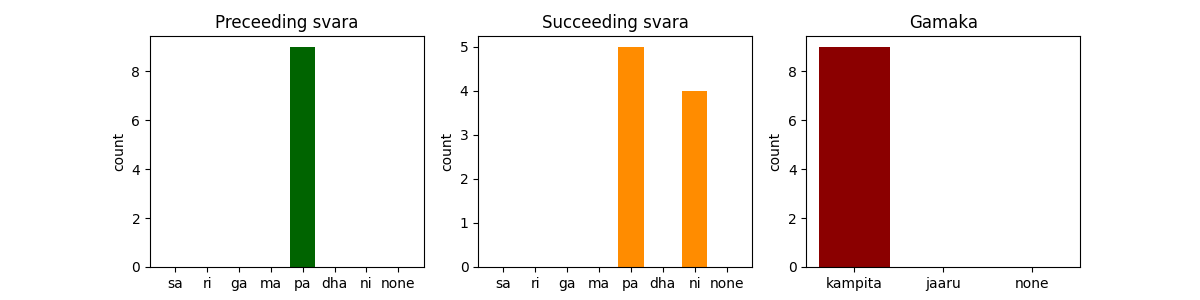 Preceeding svara
count
0
2
4
6
8
sa ri ga ma pa dha ni none
Succeeding svara
count
0
1
2
3
4
5
sa ri ga ma pa dha ni none
Gamaka
count
0
2
4
6
8
kampita jaaru none